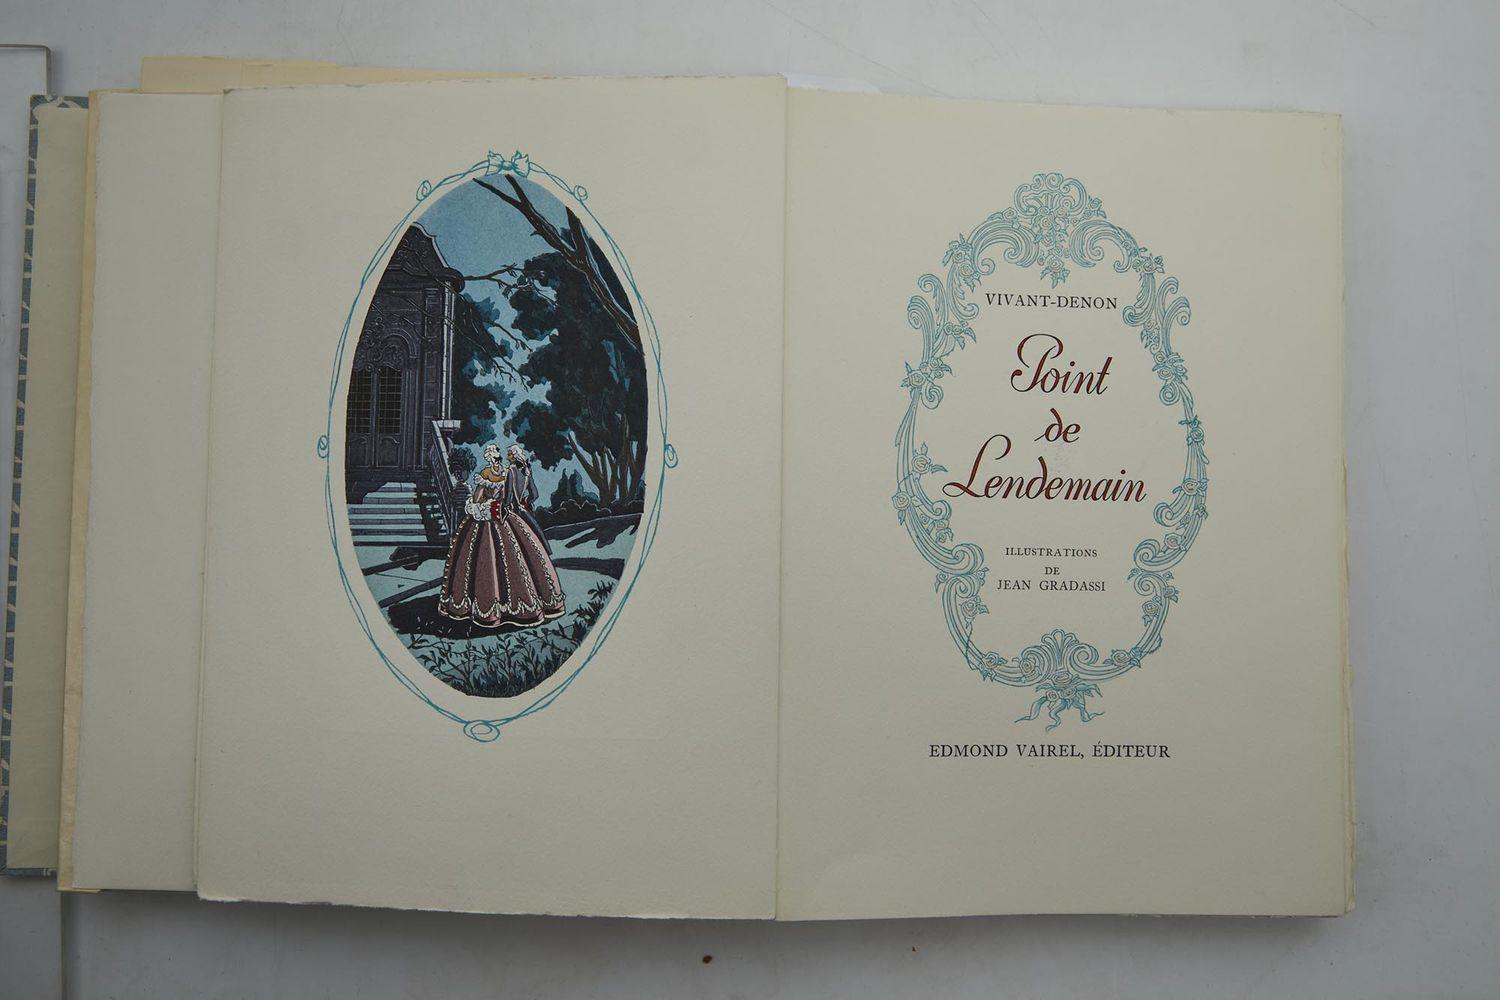 VIVANT-DENON
Point
de
Lendemain
ILLUSTRATIONS
DE
JEAN GRADASSI
EDMOND VAIREL, ÉDITEUR